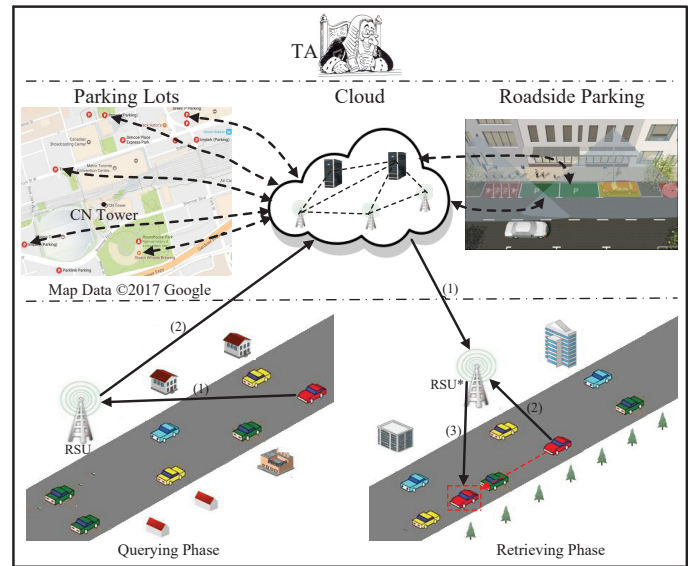 TA
Parking Lots
Cloud
Roadside Parking
CN Tower
Map Data ©2017 Google
(1)
(2)
(1)
RSU
Querying Phase
RSU*
(2)
(3)
Retrieving Phase